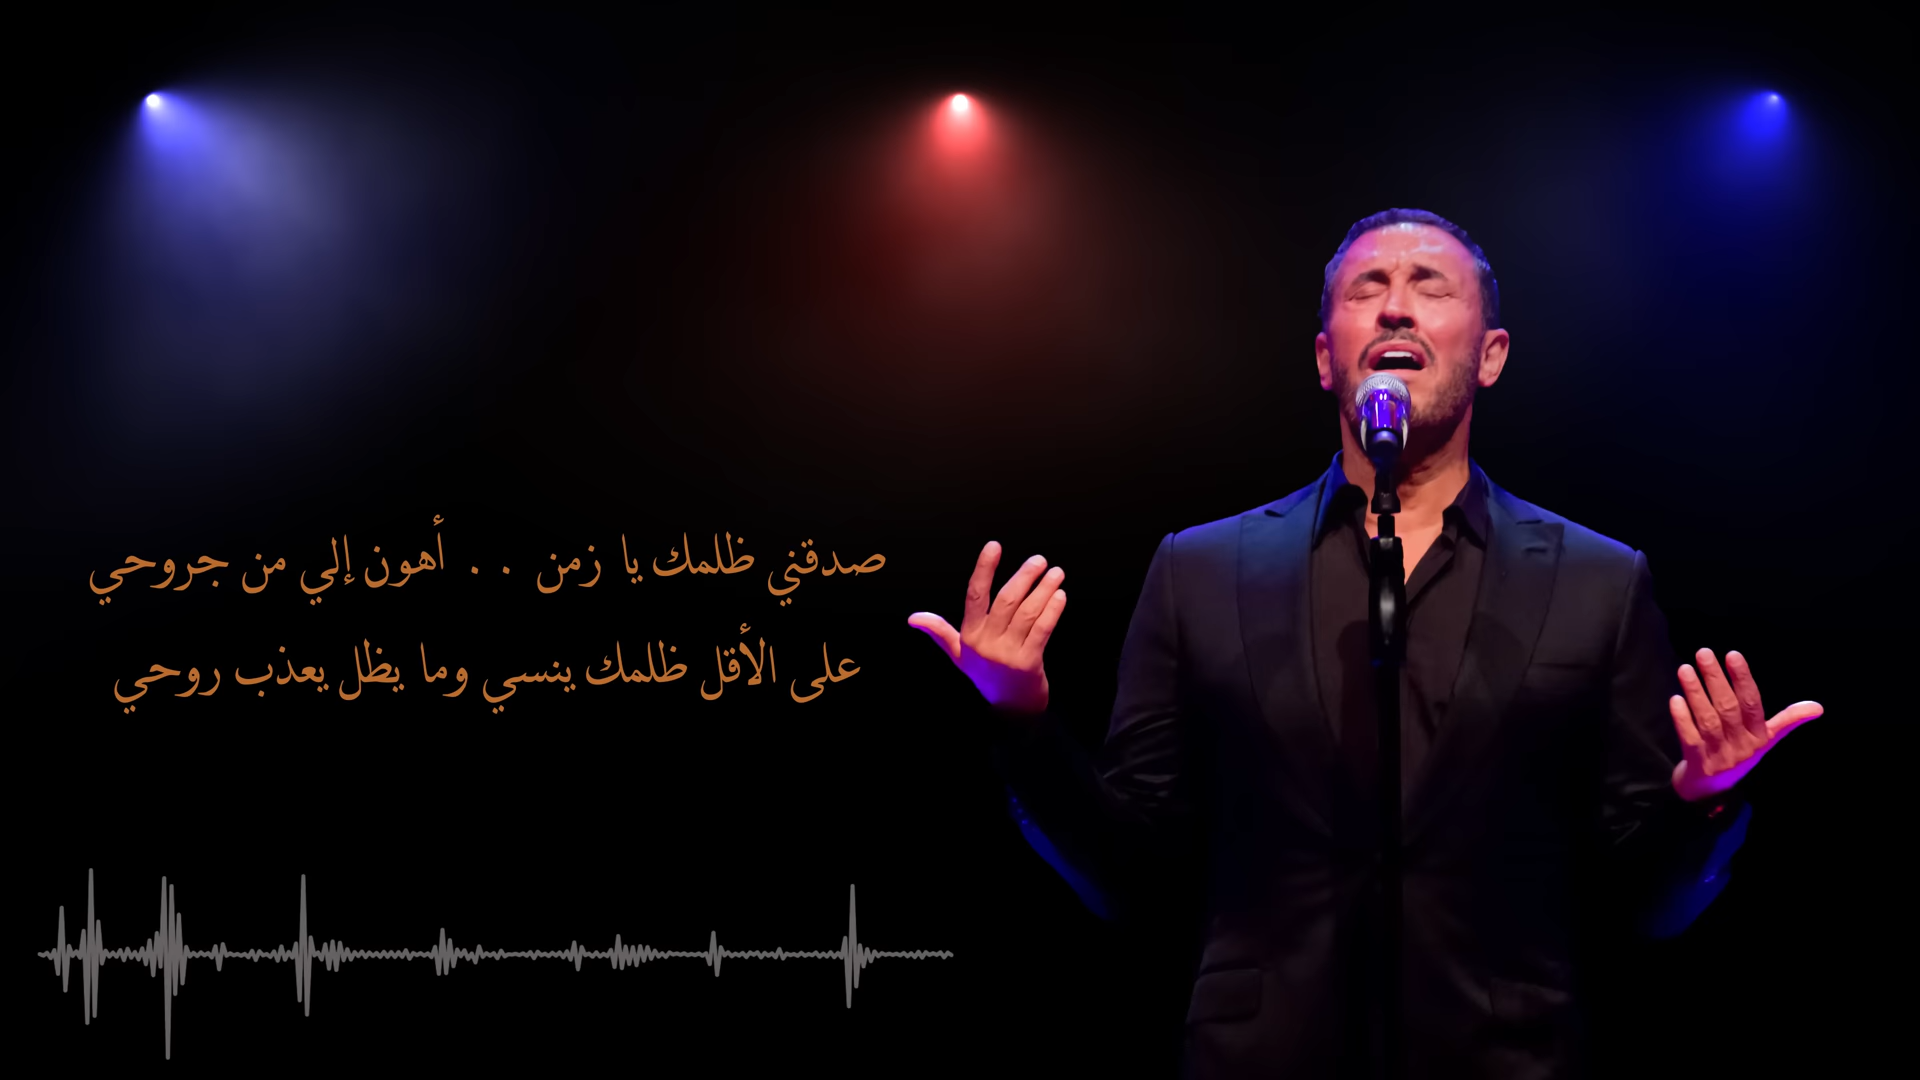 صدقني ظلمك يا زمن . . أهون إلي من جروحي
على الأقل ظلمك ينسي وما يظل يعذب روحي